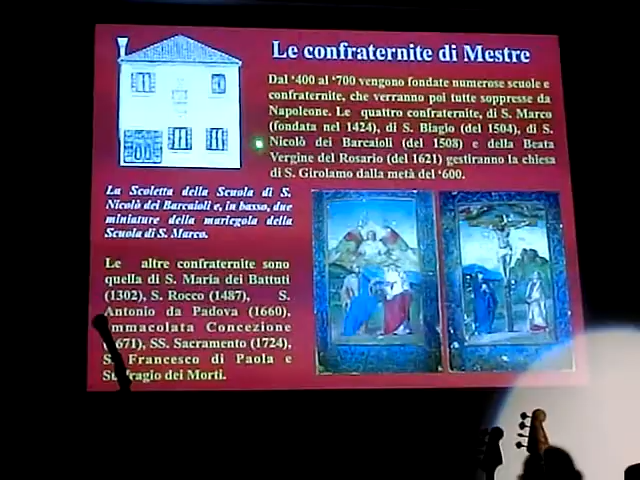 Le confraternite di Mestre
Dal '400 al '700 vengono fondate numerose scuole e
confraternite, che verranno poi tutte soppresse da
Napoleone. Le quattro confraternite, di S. Marco
(fondata nel 1424), di S. Biagio (del 1504), di S.
Nicolò dei Barcaioli (del 1508) e della Beata
Vergine del Rosario (del 1621) gestiranno la chiesa
di S. Girolamo dalla metà del '600.
La Scoletta della Scuola di S.
Nicolò dei Barcaioli e, in basso, due
miniature della mariegola della
Scuola di S. Marco.
Le altre confraternite sono
quella di S. Maria dei Battuti
(1302), S. Rocco (1487), S.
Antonio da Padova (1660),
Immacolata Concezione
1671), SS. Sacramento (1724),
S. Francesco di Paola e
Suffragio dei Morti.